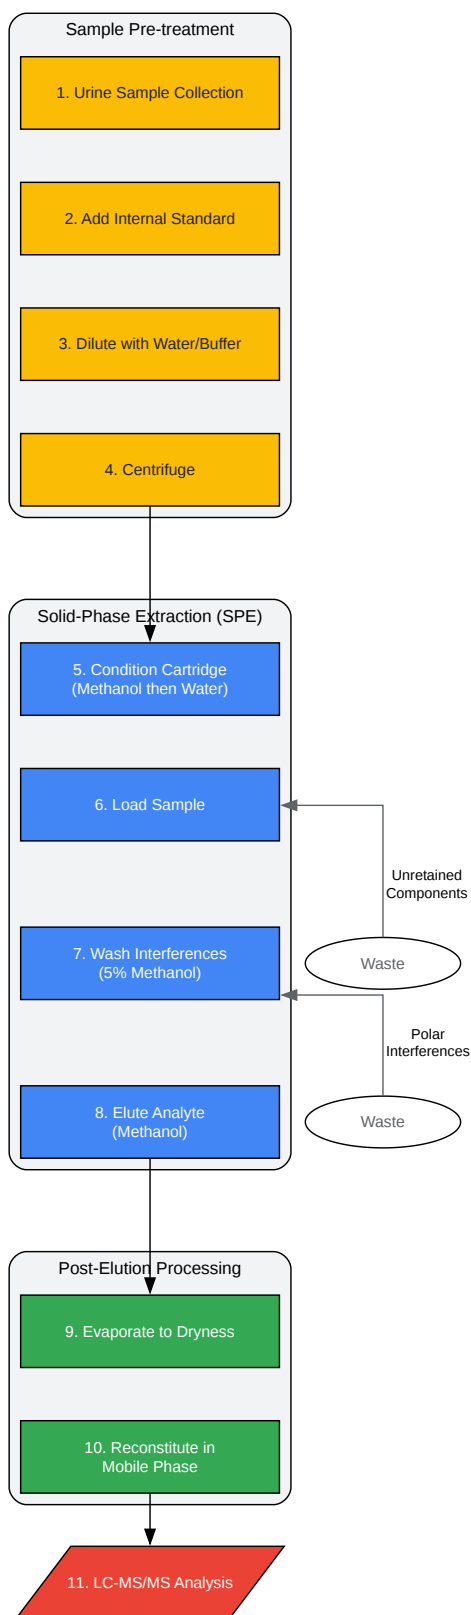 Sample Pre-treatment
1. Urine Sample Collection
2. Add Internal Standard
3. Dilute with Water/Buffer
4. Centrifuge
Solid-Phase Extraction (SPE)
5. Condition Cartridge
(Methanol then Water)
6. Load Sample
Unretained
Components
7. Wash Interferences
(5% Methanol)
Waste
Polar
Interferences
8. Elute Analyte
(Methanol)
Waste
Post-Elution Processing
9. Evaporate to Dryness
10. Reconstitute in
Mobile Phase
11. LC-MS/MS Analysis